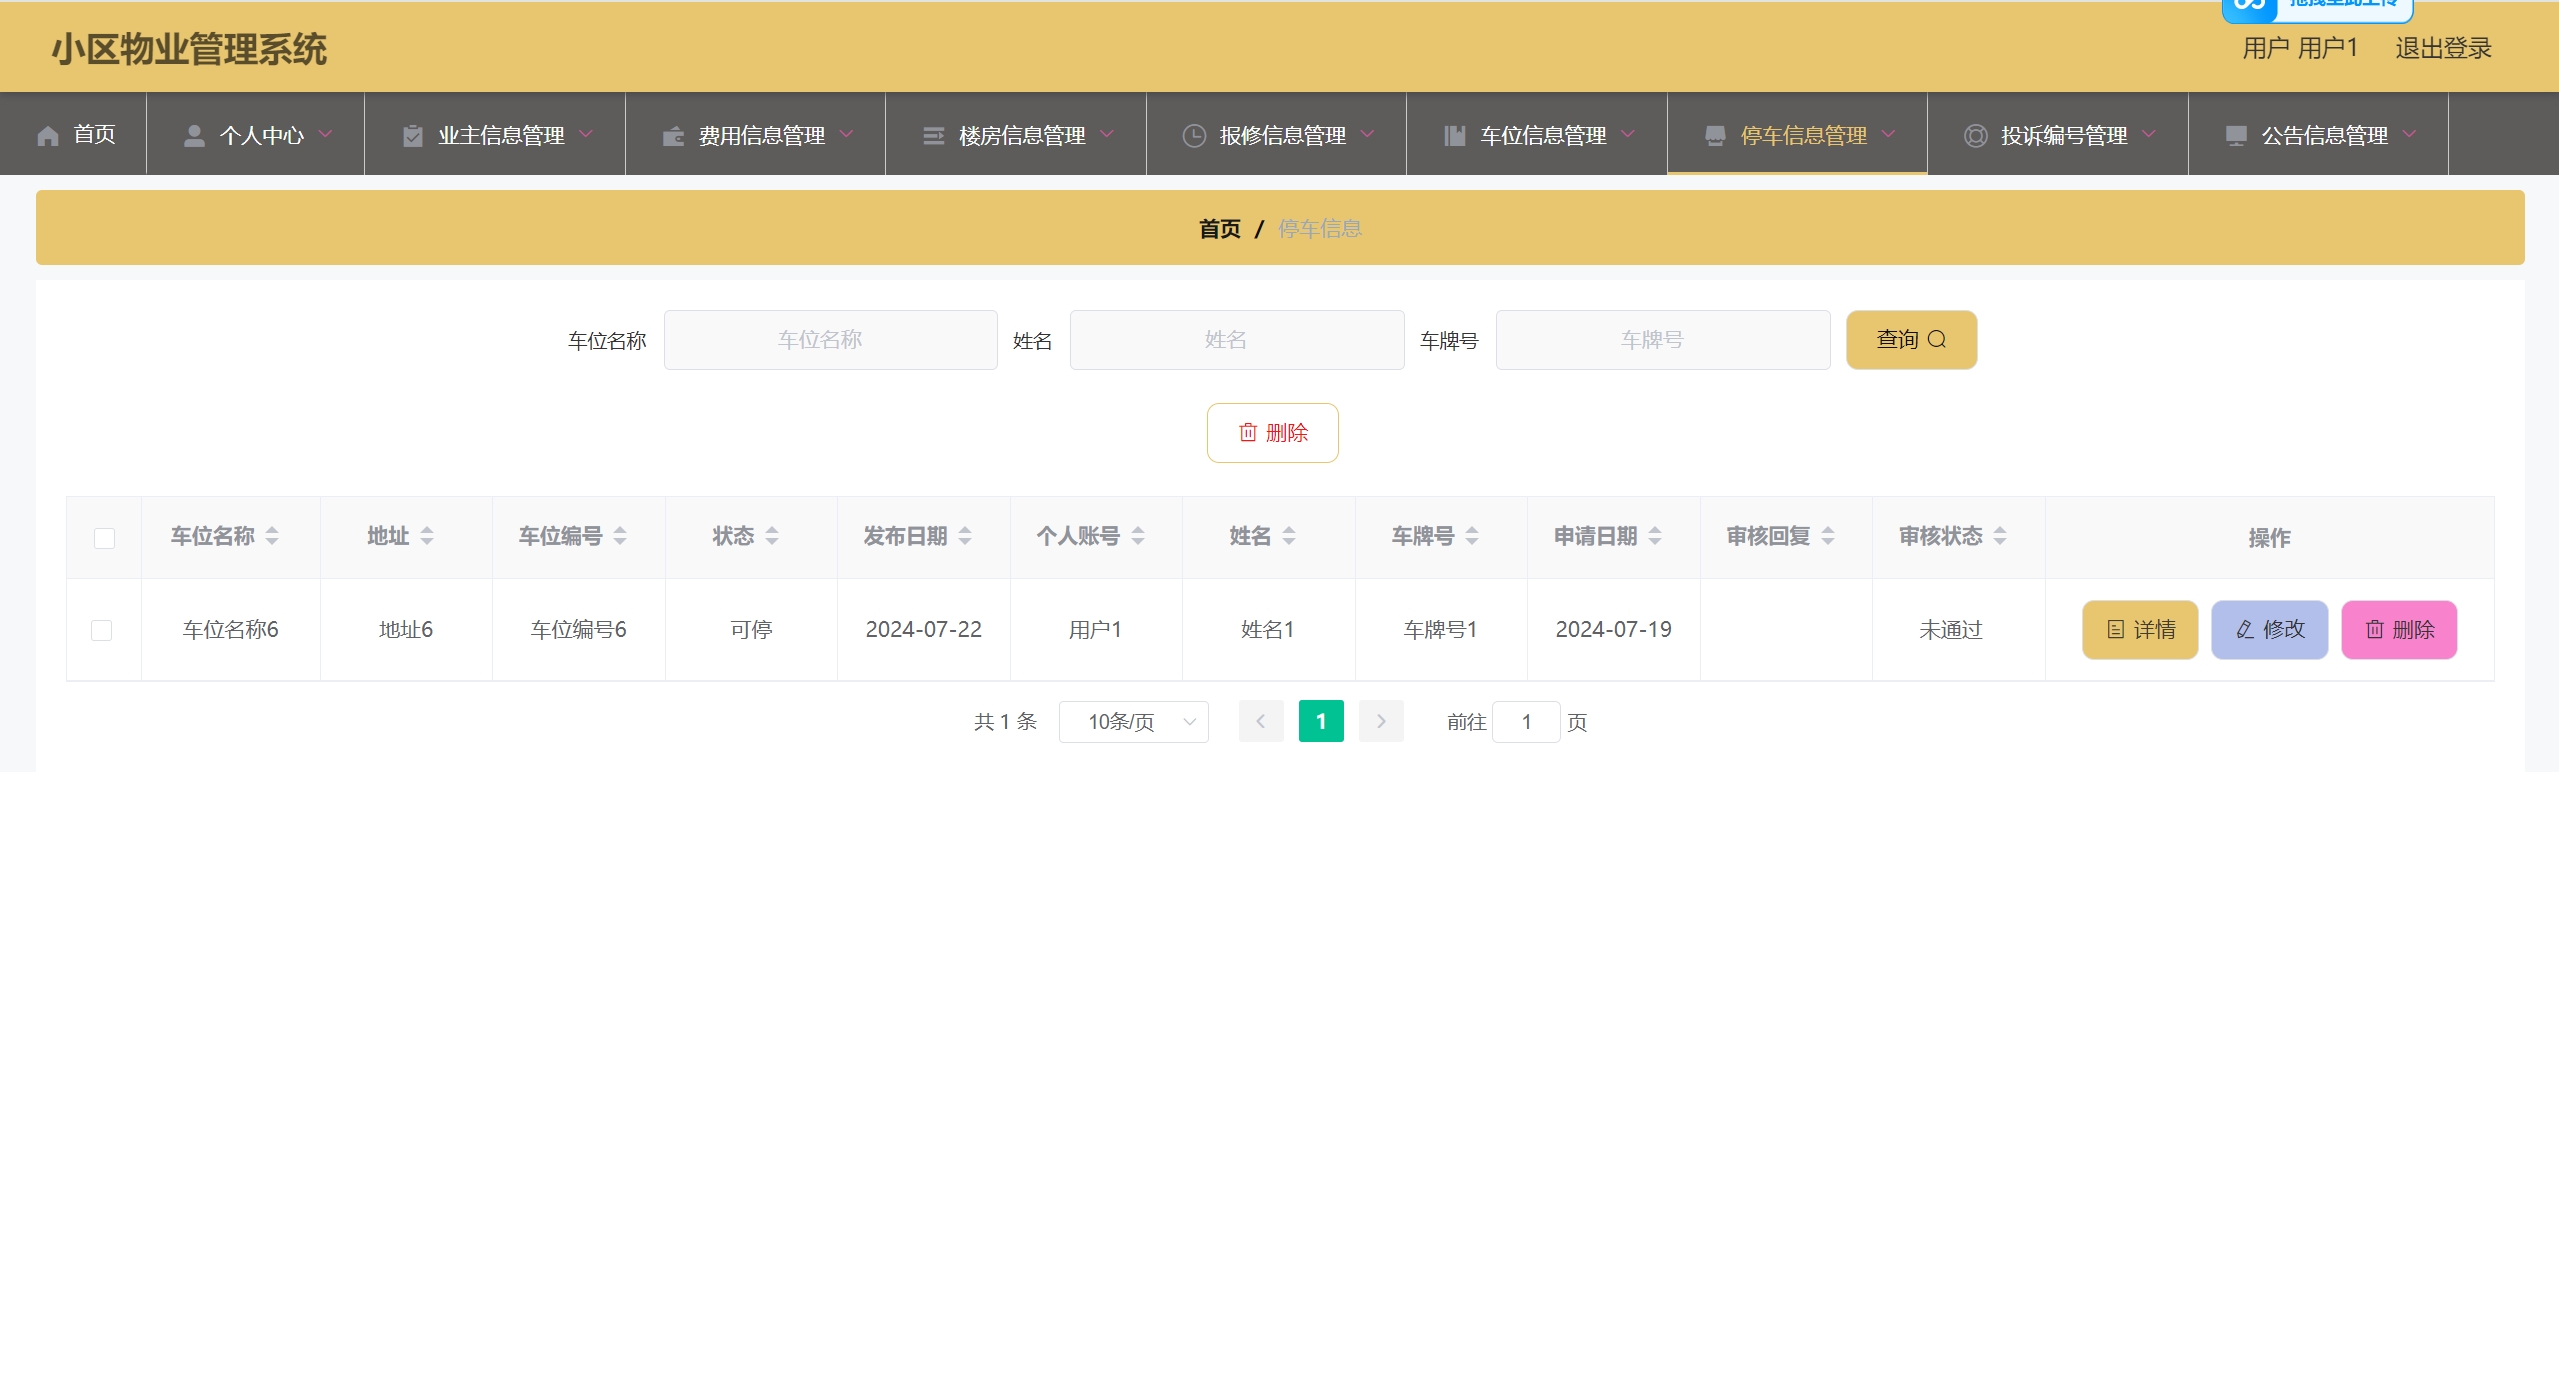 拖拽至此上传
小区物业管理系统
用户 用户1 退出登录
首页 个人中心 业主信息管理 费用信息管理 楼房信息管理 报修信息管理 车位信息管理 停车信息管理 投诉编号管理 公告信息管理
首页 / 停车信息
车位名称 车位名称 姓名 姓名 车牌号 车牌号 查询
删除
车位名称 地址 车位编号 状态 发布日期 个人账号 姓名 车牌号 申请日期 审核回复 审核状态 操作
车位名称6 地址6 车位编号6 可停 2024-07-22 用户1 姓名1 车牌号1 2024-07-19 未通过 详情 修改 删除
共 1 条 10条/页 1 前往 1 页